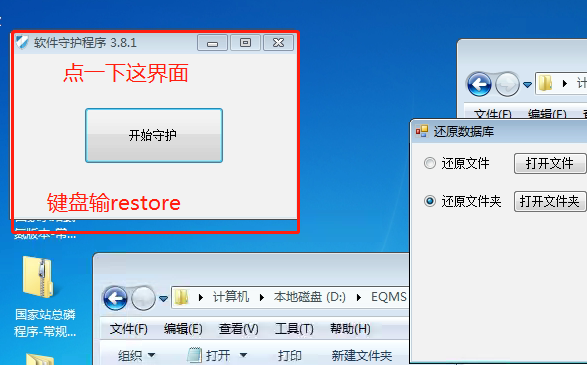 软件守护程序 3.8.1
点一下这界面
开始守护
键盘输restore
氮版本-常...
国家站总磷
程序-常规...
文件(F) 编辑(E)
还原数据库
还原文件 打开文件
还原文件夹 打开文件夹
计算机 本地磁盘 (D:) EQMS
文件(F) 编辑(E) 查看(V) 工具(T) 帮助(H)
组织 打开 打印 新建文件夹